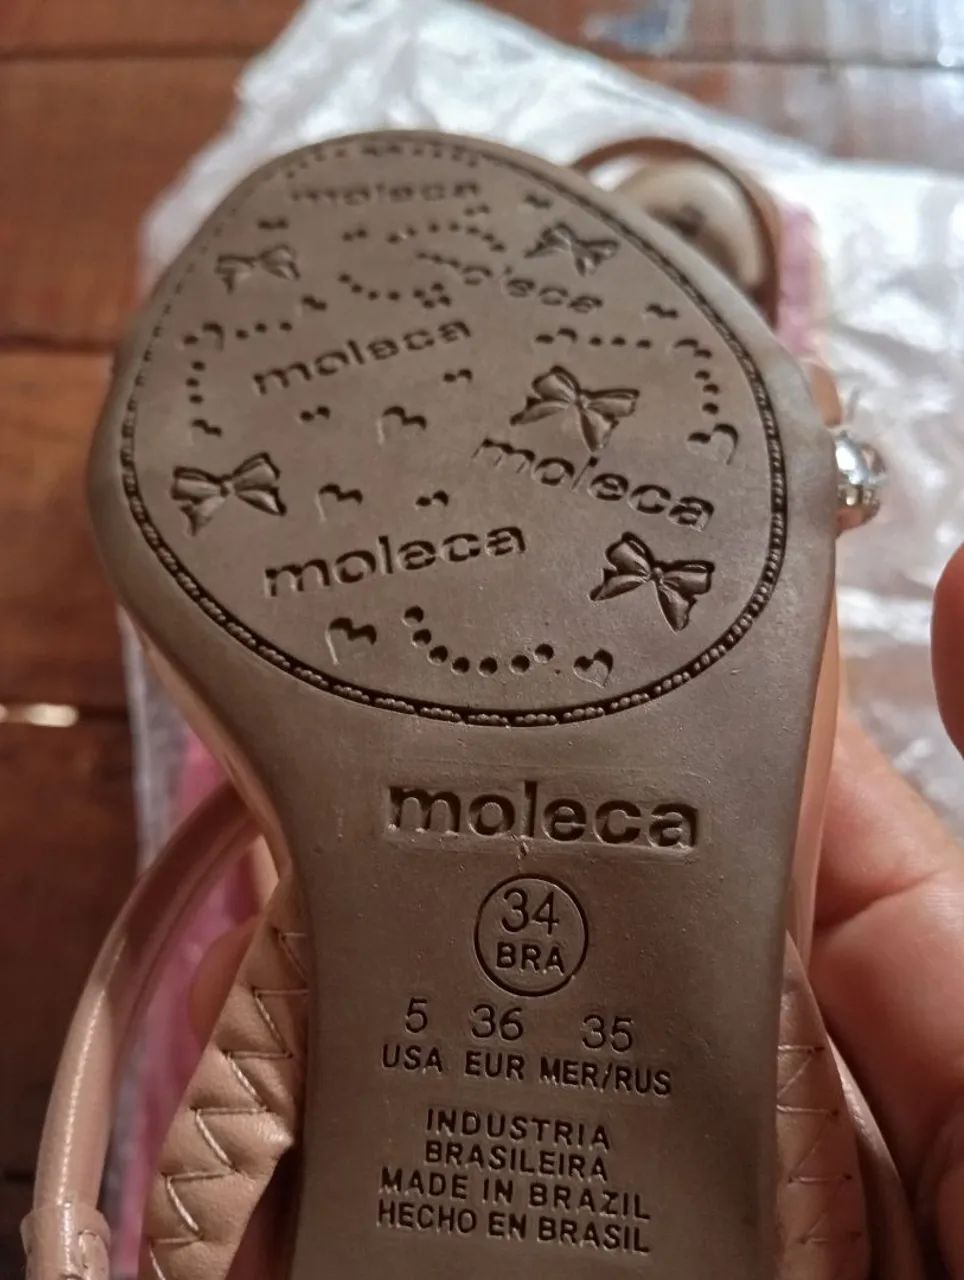 moleca
moleca
moleca
moleca
moleca
moleca
34
BRA
5 36 35
USA EUR MER/RUS
INDUSTRIA
BRASILEIRA
MADE IN BRAZIL
HECHO EN BRASIL